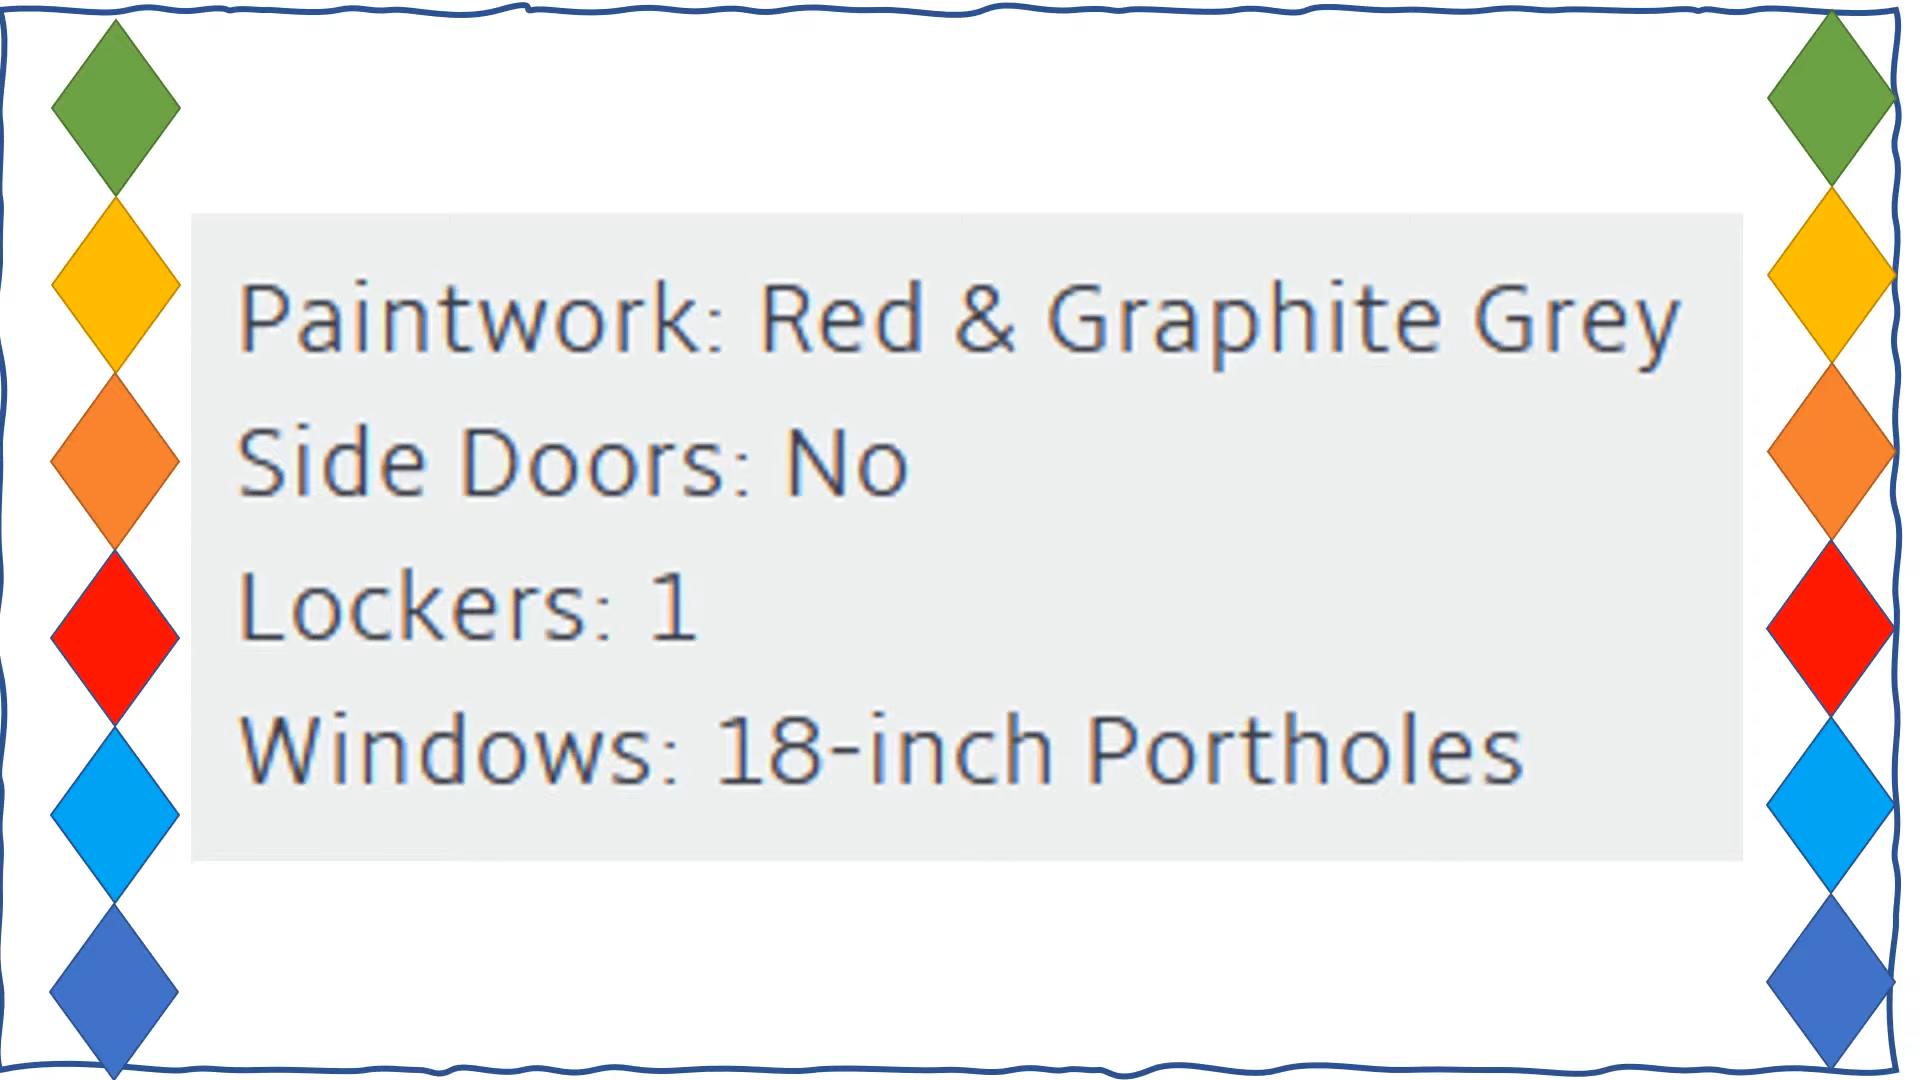 Paintwork: Red & Graphite Grey
Side Doors: No
Lockers: 1
Windows: 18-inch Portholes